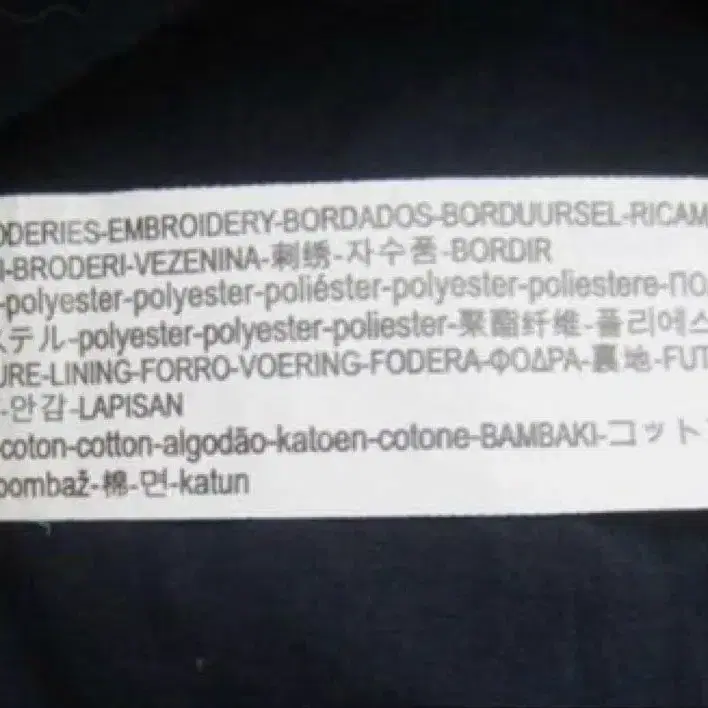 ODERIES-EMBROIDERY-BORDADOS-BORDUURSEL-RICAM
I-BRODERI-VEZENINA-刺绣-자수품-BORDIR
-polyester-polyester-poliéster-polyester-poliestere-ΠΟ
ステル-polyester-polyester-poliester-聚酯纤维-폴리에스
URE-LINING-FORRO-VOERING-FODERA-ΦΟΔΡΑ-裏地-FUT
-안감-LAPISAN
-coton-cotton-algodão-katoen-cotone-BAMBAKI-コット
bombaž-棉-면-katun